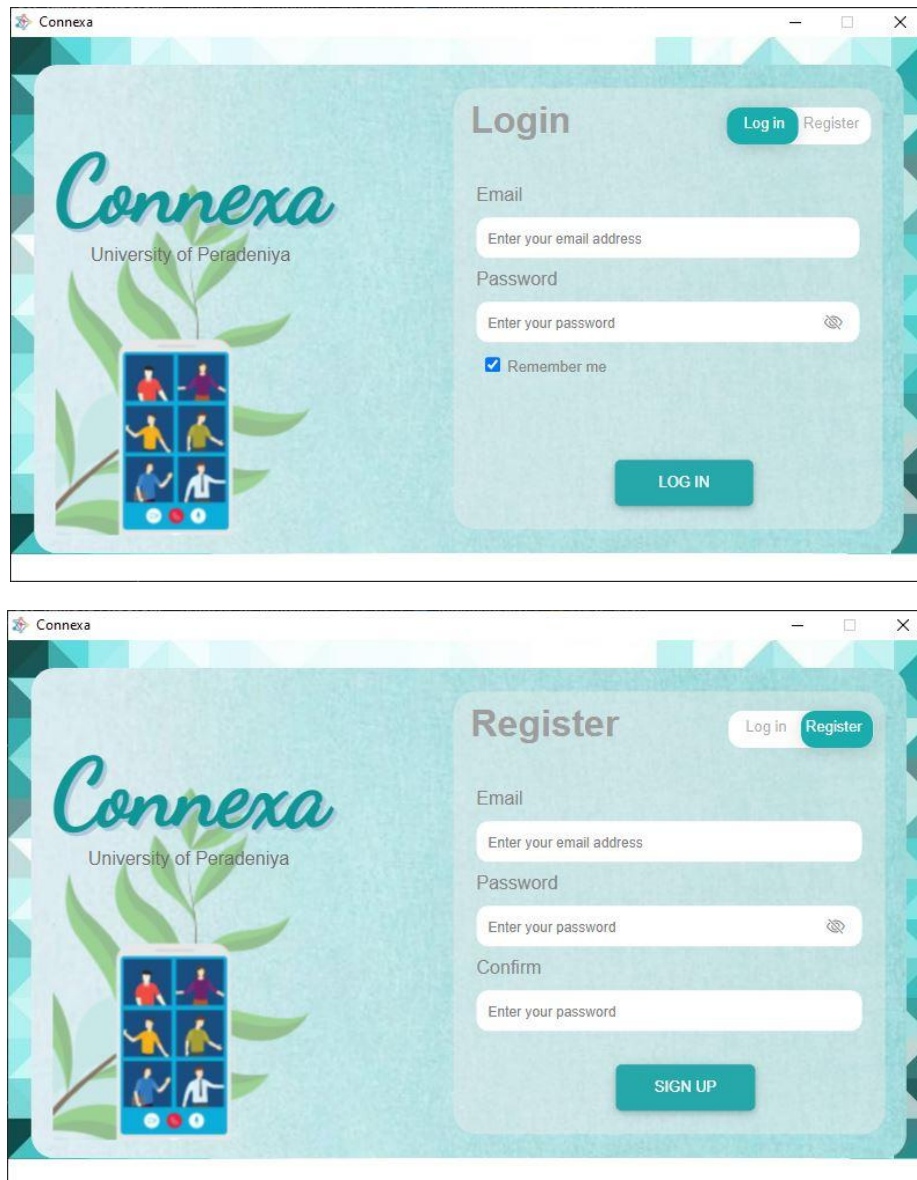 Connexa
Connexa
University of Peradeniya
Login
Log in Register
Email
Enter your email address
Password
Enter your password
Remember me
LOG IN
Connexa
Connexa
University of Peradeniya
Register
Log in Register
Email
Enter your email address
Password
Enter your password
Confirm
Enter your password
SIGN UP